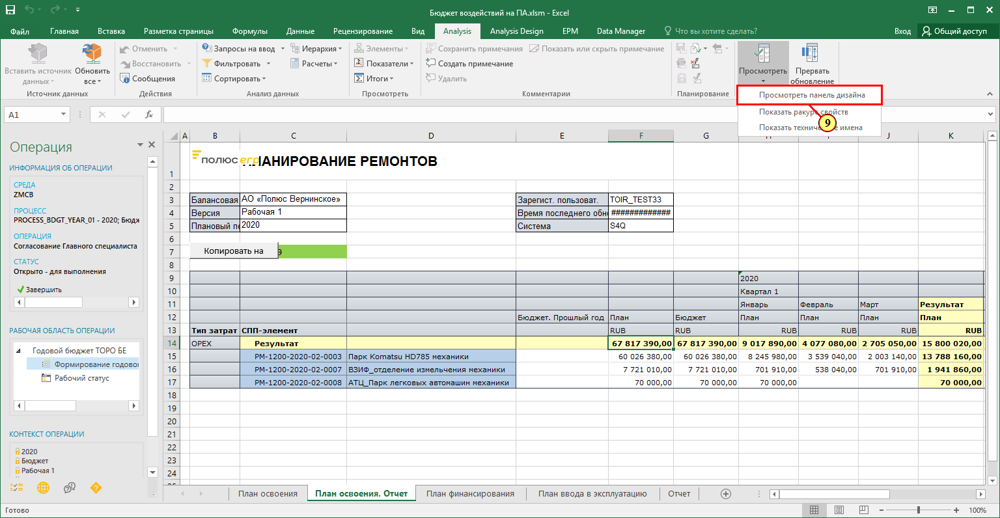 Бюджет воздействий на ПА.xlsm - Excel
Файл Главная Вставка Разметка страницы Формулы Данные Рецензирование Вид Analysis Analysis Design EPM Data Manager Что вы хотите сделать? Вход Общий доступ
Вставить источник данных
Обновить все
Источник данных
Отменить
Восстановить
Сообщения
Действия
Запросы на ввод
Фильтровать
Сортировать
Иерархия
Расчеты
Анализ данных
Элементы
Показатели
Итоги
Просмотреть
Сохранить примечания
Показать или скрыть примечание
Создать примечание
Удалить
Комментарии
Планирование
Просмотреть
Прервать обновление
Просмотреть панель дизайна
Показать ракурс свойств
9
A1
fx
A B C D E F G H I J K
Операция
ИНФОРМАЦИЯ ОБ ОПЕРАЦИИ
СРЕДА
ZMCB
ПРОЦЕСС
PROCESS_BDGT_YEAR_01 - 2020; Бюдж
ОПЕРАЦИЯ
Согласование Главного специалиста
СТАТУС
Открыто - для выполнения
Завершить
РАБОЧАЯ ОБЛАСТЬ ОПЕРАЦИИ
Годовой бюджет ТОРО БЕ
Формирование годово
Рабочий статус
КОНТЕКСТ ОПЕРАЦИИ
2020
Бюджет
Рабочая 1
1 ПОЛЮС ЕГР ПЛАНИРОВАНИЕ РЕМОНТОВ
2
3 Балансовая АО «Полюс Вернинское» Зарегист. пользоват. TOIR_TEST33
4 Версия Рабочая 1 Время последнего обно #############
5 Плановый пе 2020 Система S4Q
6
7 Копировать на 9
8
9 2020
10 Квартал 1
11 Январь Февраль Март Результат
12 Бюджет. Прошлый год План Бюджет План План План План
13 Тип затрат СПП-элемент RUB RUB RUB RUB RUB RUB
14 OPEX Результат 67 817 390,00 67 817 390,00 9 017 890,00 4 077 080,00 2 705 050,00 15 800 020,00
15 PM-1200-2020-02-0003 Парк Komatsu HD785 механики 60 026 380,00 60 026 380,00 8 245 980,00 3 539 040,00 2 003 140,00 13 788 160,00
16 PM-1200-2020-02-0007 ВЗИФ_отделение измельчения механики 7 721 010,00 7 721 010,00 701 910,00 538 040,00 701 910,00 1 941 860,00
17 PM-1200-2020-02-0008 АТЦ_Парк легковых автомашин механики 70 000,00 70 000,00 70 000,00 70 000,00
18
19
20
21
22
23
24
План освоения План освоения. Отчет План финансирования План ввода в эксплуатацию Отчет
Готово 100%